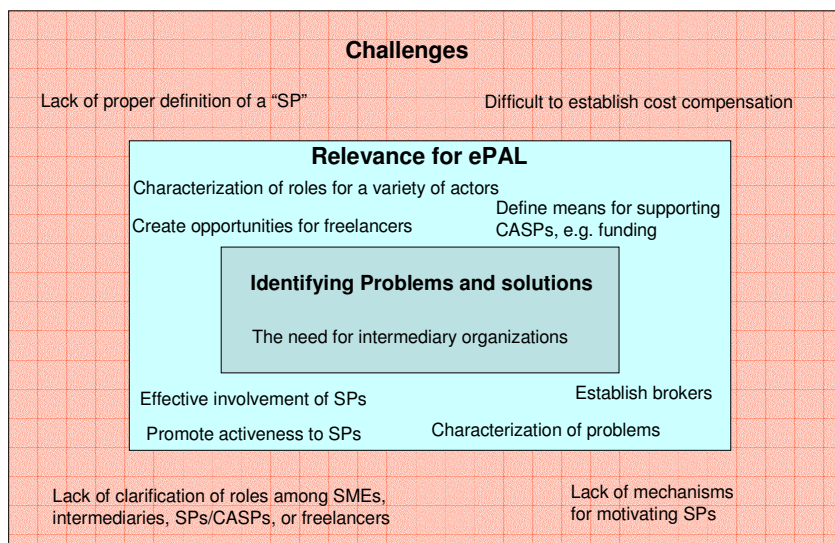 Challenges
Lack of proper definition of a “SP”
Difficult to establish cost compensation
Relevance for ePAL
Characterization of roles for a variety of actors
Create opportunities for freelancers
Define means for supporting
CASPs, e.g. funding
Identifying Problems and solutions
The need for intermediary organizations
Effective involvement of SPs
Establish brokers
Promote activeness to SPs
Characterization of problems
Lack of clarification of roles among SMEs,
intermediaries, SPs/CASPs, or freelancers
Lack of mechanisms
for motivating SPs